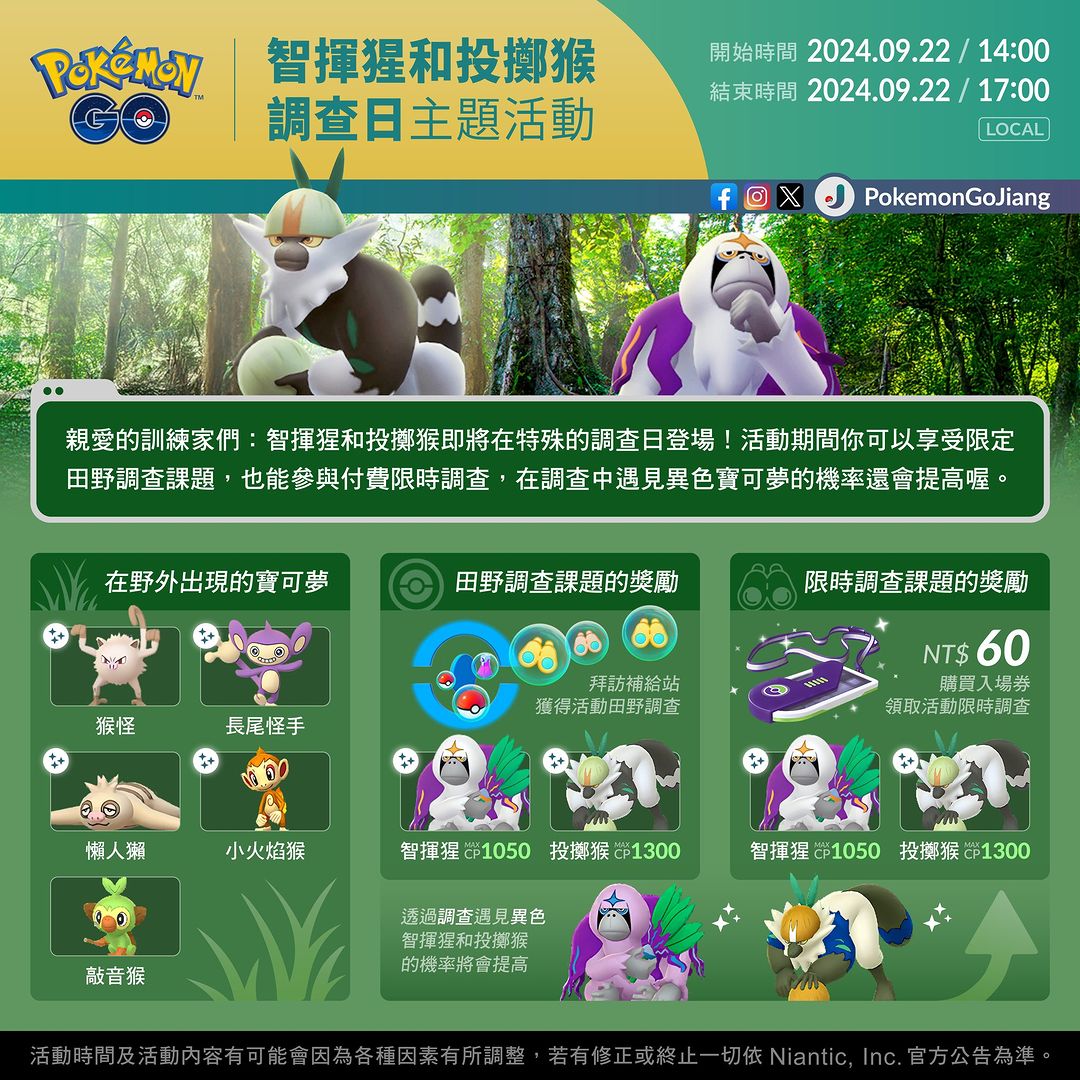 POKÉMON GO
TM
智揮猩和投擲猴
調查日主題活動
開始時間 2024.09.22 / 14:00
結束時間 2024.09.22 / 17:00
LOCAL
PokemonGoJiang
親愛的訓練家們：智揮猩和投擲猴即將在特殊的調查日登場！活動期間你可以享受限定
田野調查課題，也能參與付費限時調查，在調查中遇見異色寶可夢的機率還會提高喔。
在野外出現的寶可夢
猴怪
長尾怪手
懶人獺
小火焰猴
敲音猴
田野調查課題的獎勵
拜訪補給站
獲得活動田野調查
智揮猩 MAX CP1050
投擲猴 MAX CP1300
限時調查課題的獎勵
NT$ 60
購買入場券
領取活動限時調查
智揮猩 MAX CP1050
投擲猴 MAX CP1300
透過調查遇見異色
智揮猩和投擲猴
的機率將會提高
活動時間及活動內容有可能會因為各種因素有所調整，若有修正或終止一切依 Niantic, Inc. 官方公告為準。